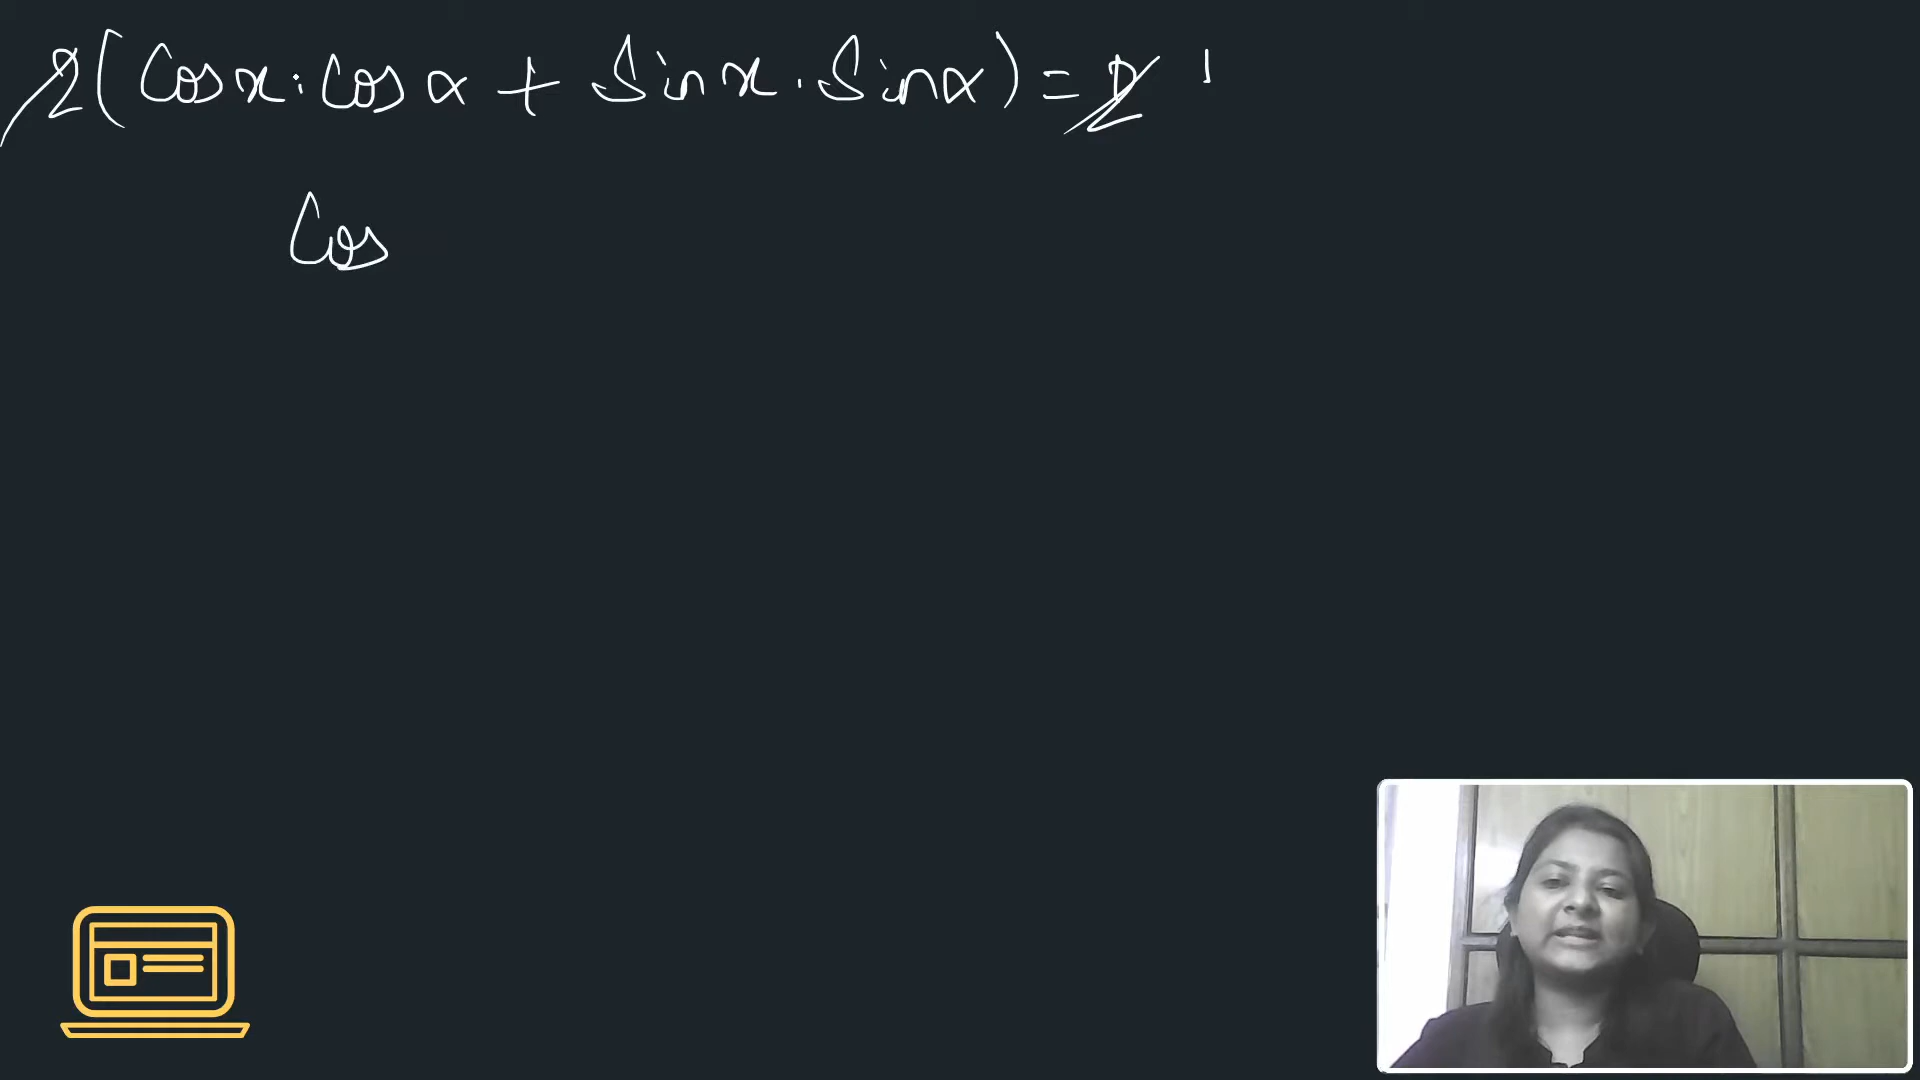 2(Cosx.Cosα + Sinx.Sinα) = 2 1
Cos